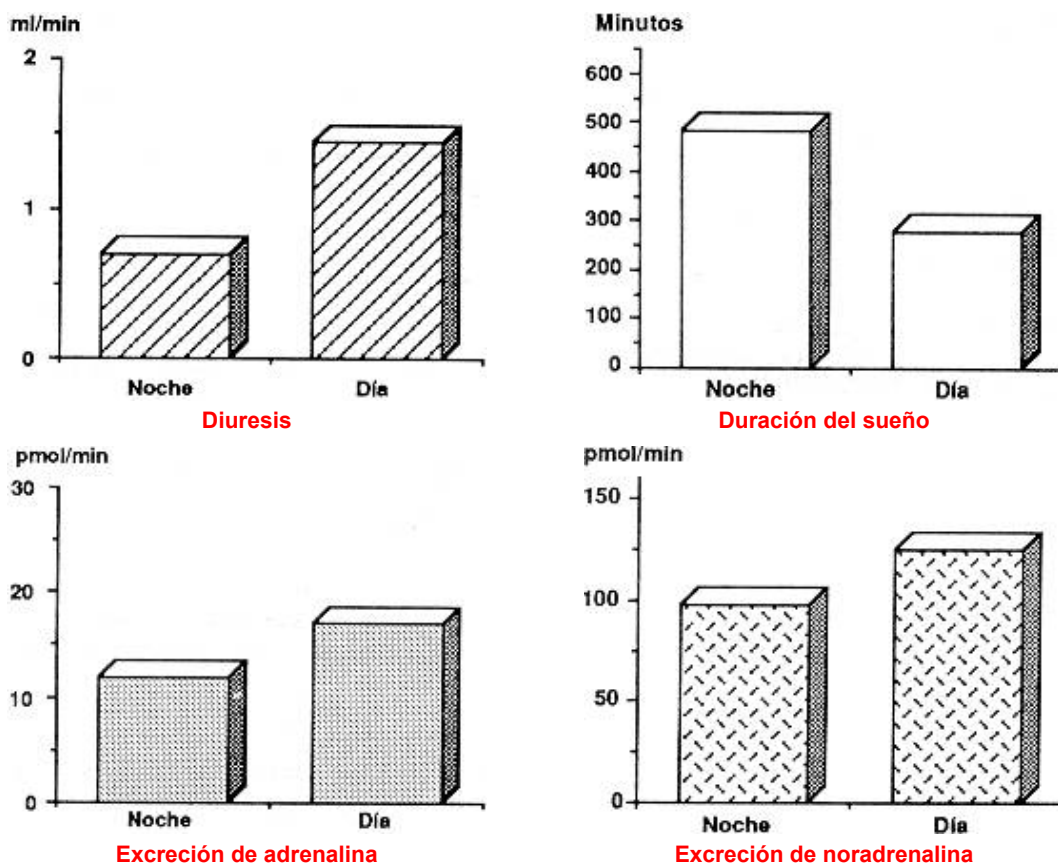 ml/min
2
1
0
Noche Día
Diuresis
Minutos
600
500
400
300
200
100
0
Noche Día
Duración del sueño
pmol/min
30
20
10
0
Noche Día
Excreción de adrenalina
pmol/min
150
100
50
0
Noche Día
Excreción de noradrenalina